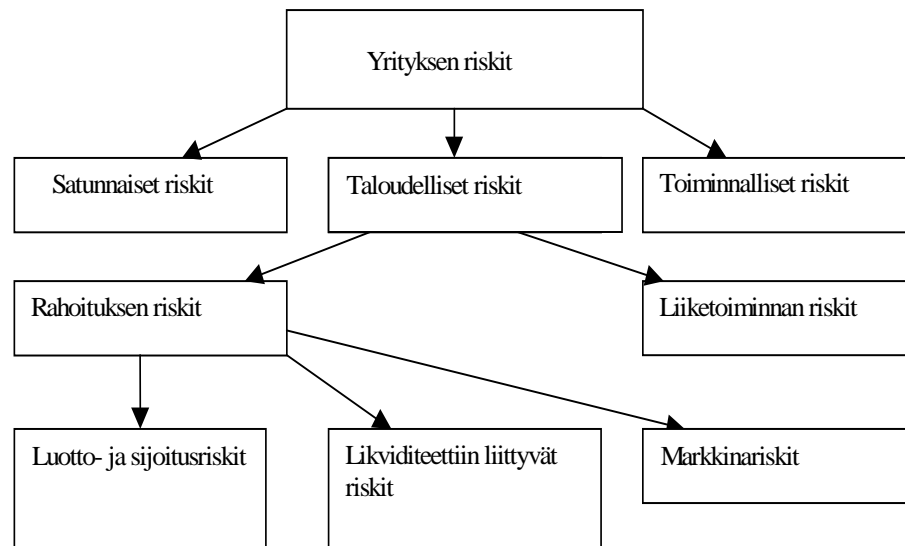 Yrityksen riskit
Satunnaiset riskit
Taloudelliset riskit
Toiminnalliset riskit
Rahoituksen riskit
Liiketoiminnan riskit
Luotto- ja sijoitusriskit
Likviditeettiin liittyvät
riskit
Markkinariskit